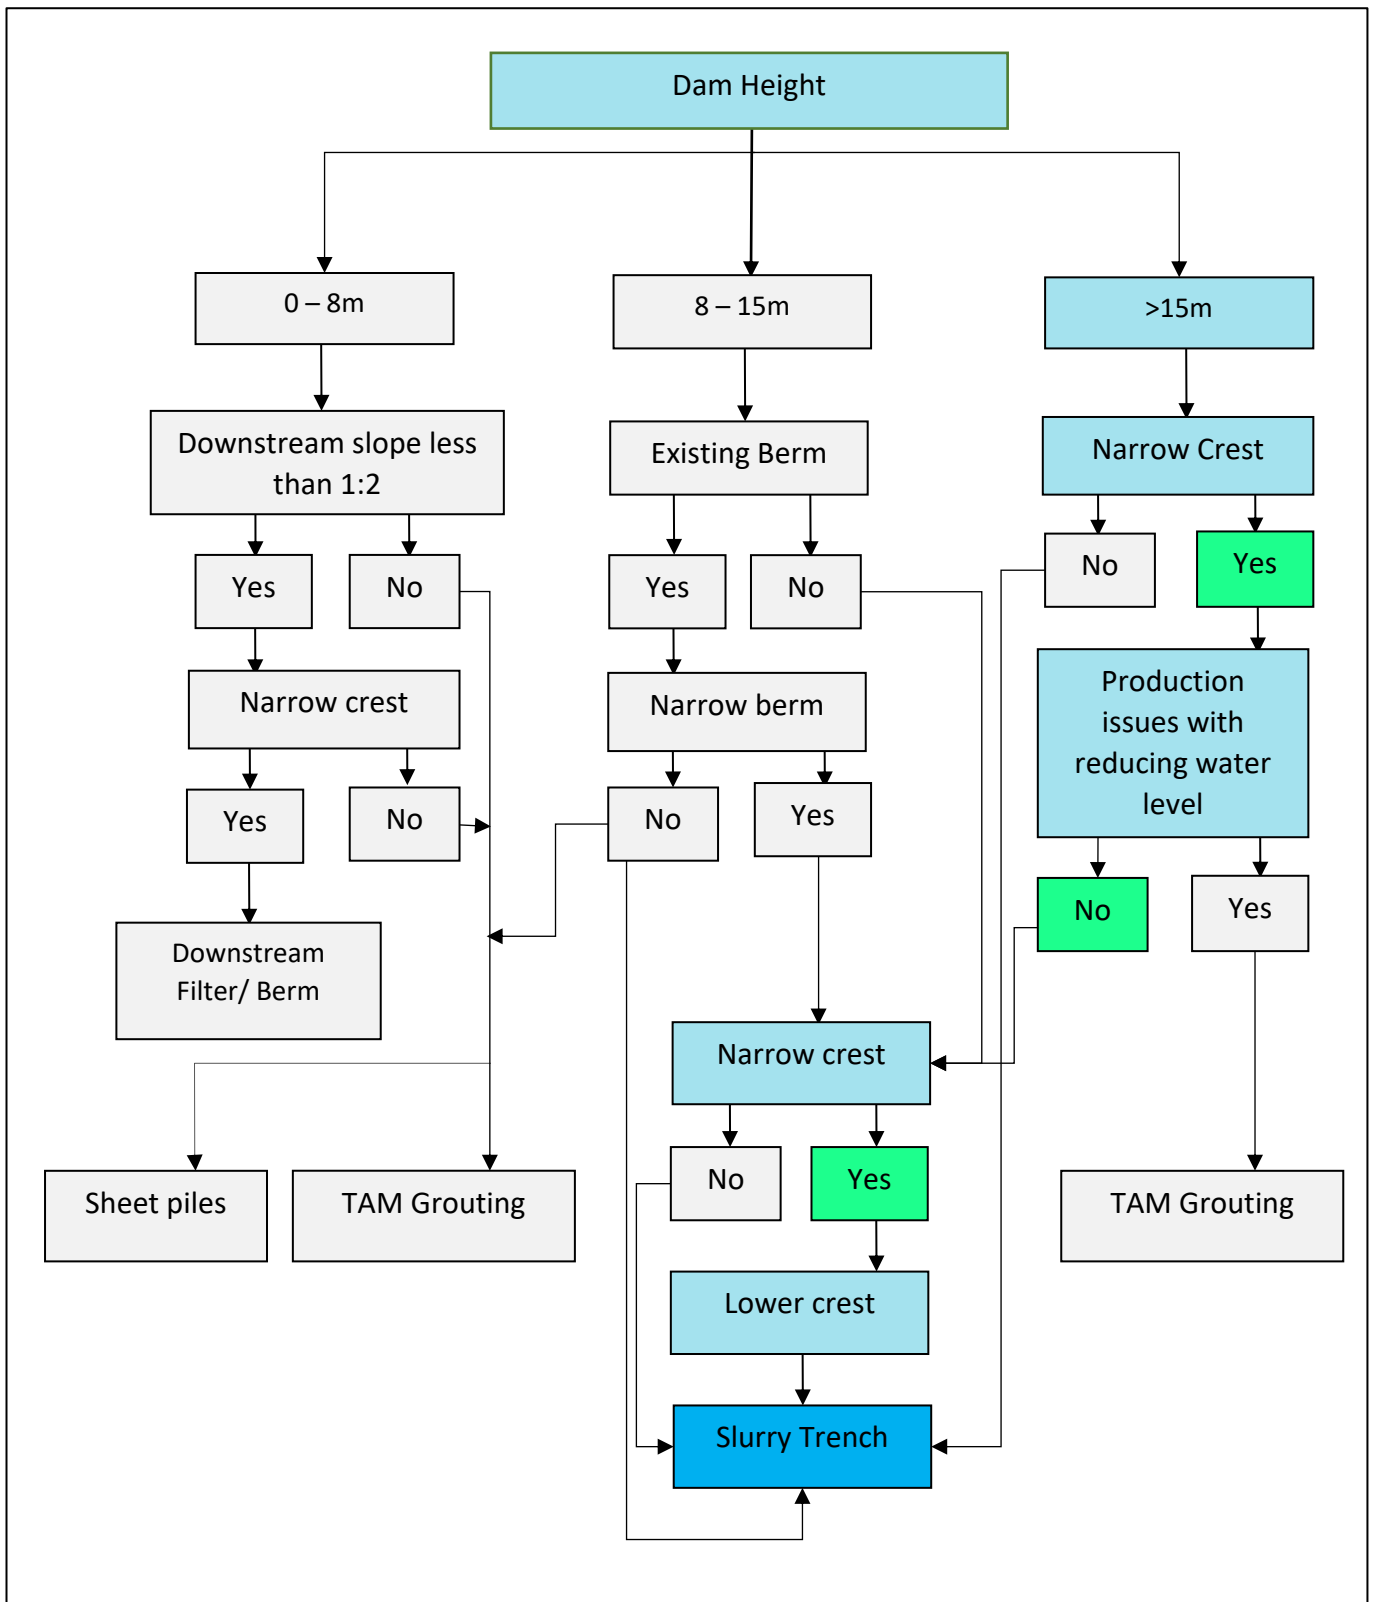 Dam Height
0 – 8m
8 – 15m
>15m
Downstream slope less
than 1:2
Existing Berm
Narrow Crest
Yes
No
Yes
No
No
Yes
Narrow crest
Narrow berm
Production
issues with
reducing water
level
Yes
No
No
Yes
No
Yes
Downstream
Filter/ Berm
Narrow crest
No
Yes
Sheet piles
TAM Grouting
TAM Grouting
Lower crest
Slurry Trench